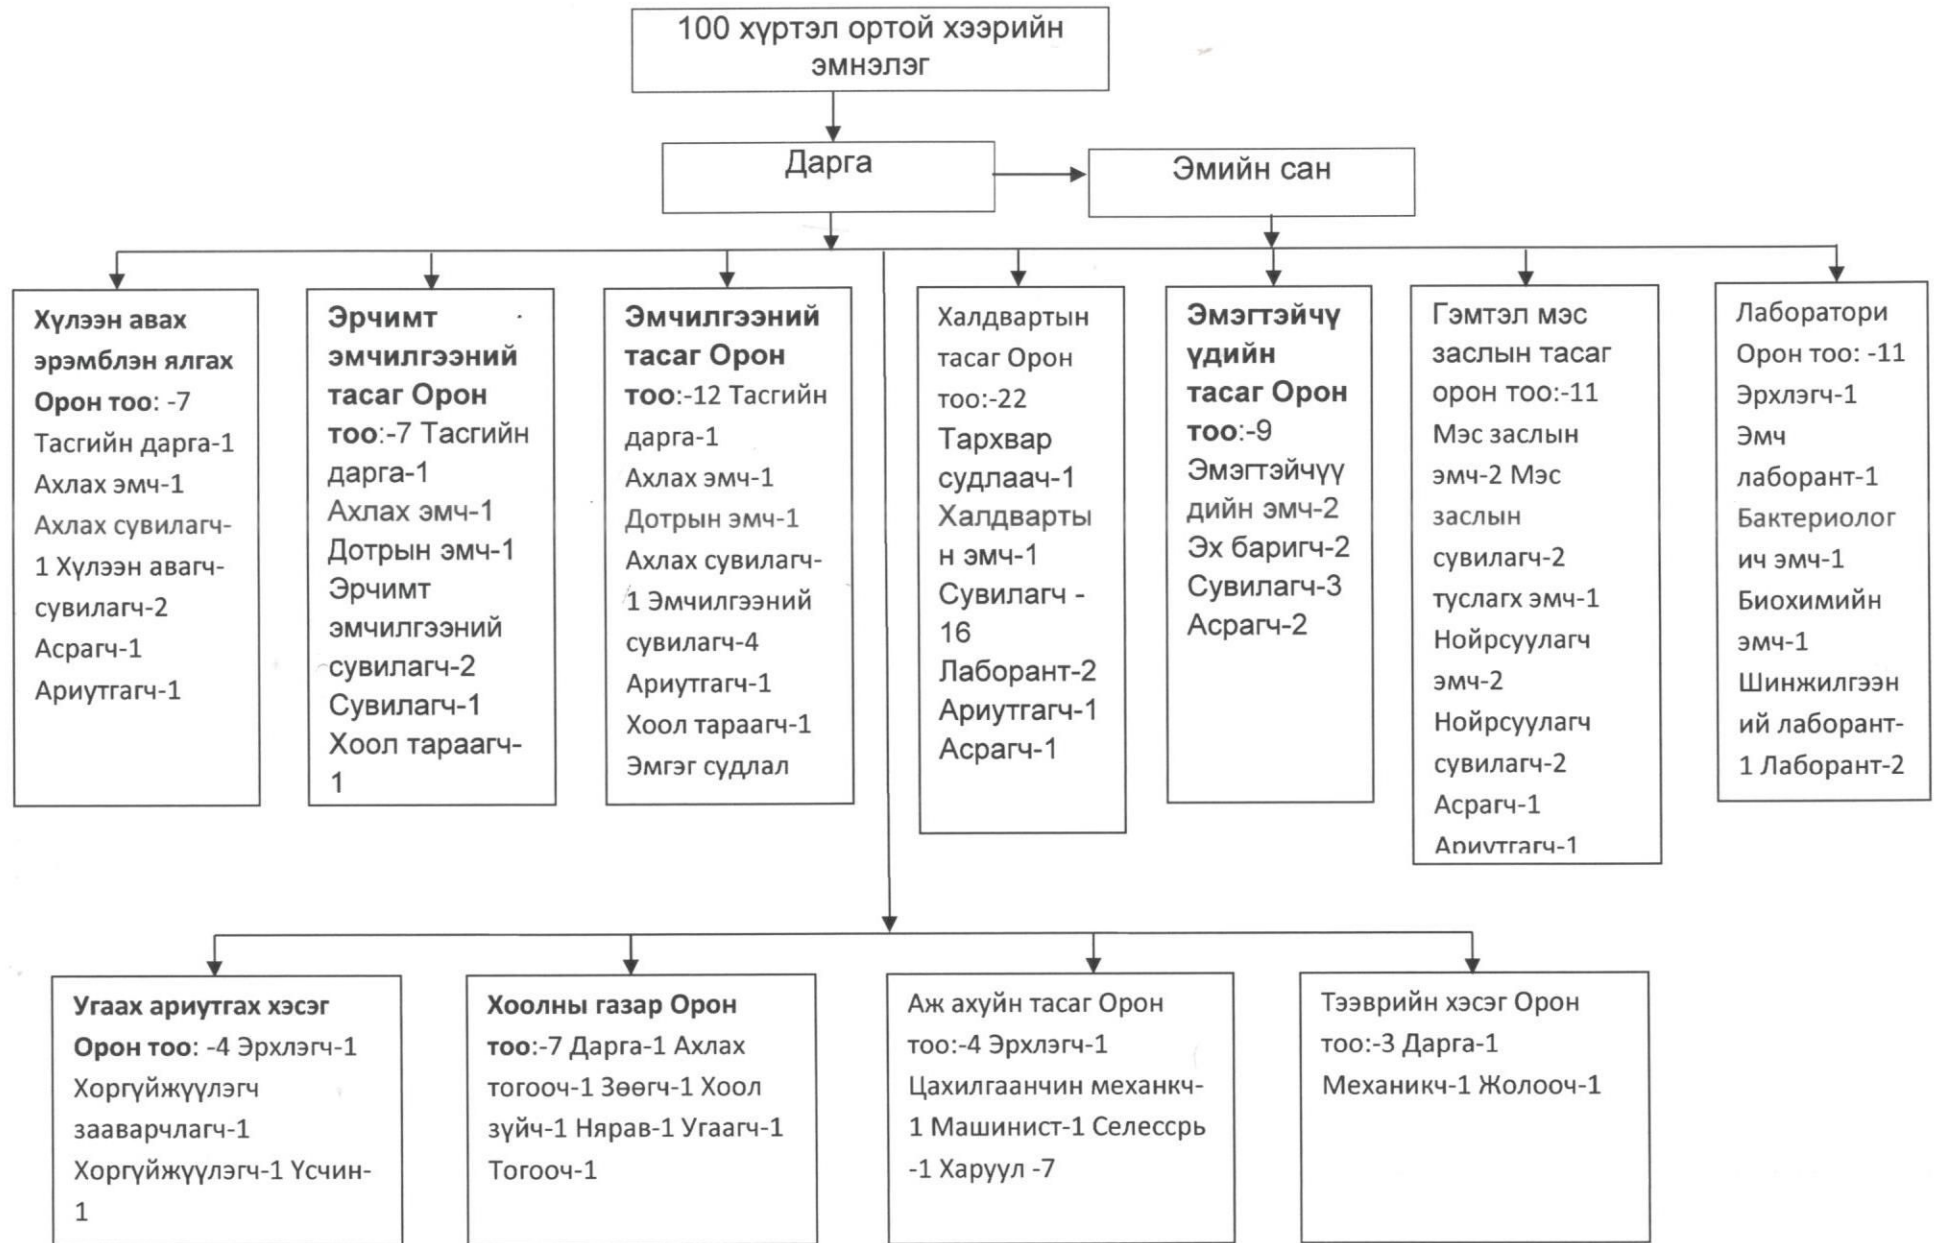 100 хүртэл ортой хээрийн
эмнэлэг
Дарга
Эмийн сан
Хүлээн авах
эрэмблэн ялгах
Орон тоо: -7
Тасгийн дарга-1
Ахлах эмч-1
Ахлах сувилагч-
1 Хүлээн авагч-
сувилагч-2
Асрагч-1
Ариутгагч-1
Эрчимт
эмчилгээний
тасаг Орон
тоо:-7 Тасгийн
дарга-1
Ахлах эмч-1
Дотрын эмч-1
Эрчимт
эмчилгээний
сувилагч-2
Сувилагч-1
Хоол тараагч-
1
Эмчилгээний
тасаг Орон
тоо:-12 Тасгийн
дарга-1
Ахлах эмч-1
Дотрын эмч-1
Ахлах сувилагч-
1 Эмчилгээний
сувилагч-4
Ариутгагч-1
Хоол тараагч-1
Эмгэг судлал
Халдвартын
тасаг Орон
тоо:-22
Тархвар
судлаач-1
Халдварты
н эмч-1
Сувилагч -
16
Лаборант-2
Ариутгагч-1
Асрагч-1
Эмэгтэйчү
үдийн
тасаг Орон
тоо:-9
Эмэгтэйчүү
дийн эмч-2
Эх баригч-2
Сувилагч-3
Асрагч-2
Гэмтэл мэс
заслын тасаг
орон тоо:-11
Мэс заслын
эмч-2 Мэс
заслын
сувилагч-2
туслагх эмч-1
Нойрсуулагч
эмч-2
Нойрсуулагч
сувилагч-2
Асрагч-1
Ариутгагч-1
Лаборатори
Орон тоо: -11
Эрхлэгч-1
Эмч
лаборант-1
Бактериолог
ич эмч-1
Биохимийн
эмч-1
Шинжилгээн
ий лаборант-
1 Лаборант-2
Угаах ариутгах хэсэг
Орон тоо: -4 Эрхлэгч-1
Хоргүйжүүлэгч
зааварчлагч-1
Хоргүйжүүлэгч-1 Үсчин-
1
Хоолны газар Орон
тоо:-7 Дарга-1 Ахлах
тогооч-1 Зөөгч-1 Хоол
зүйч-1 Нярав-1 Угаагч-1
Тогооч-1
Аж ахуйн тасаг Орон
тоо:-4 Эрхлэгч-1
Цахилгаанчин механкч-
1 Машинист-1 Селессрь
-1 Харуул -7
Тээврийн хэсэг Орон
тоо:-3 Дарга-1
Механикч-1 Жолооч-1